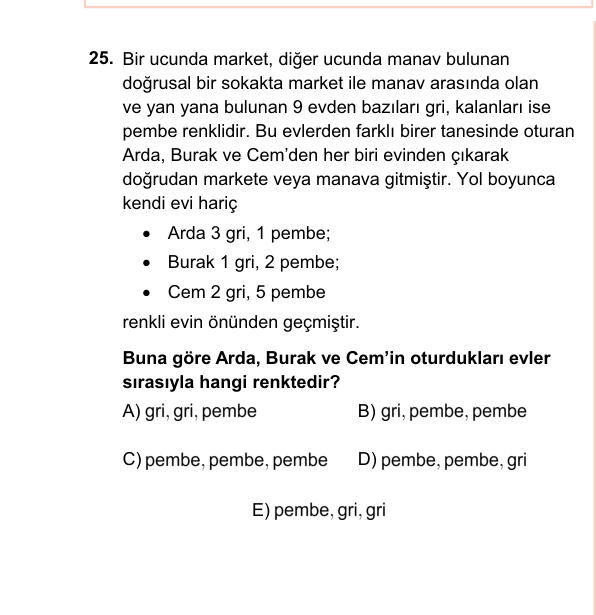 25. Bir ucunda market, diğer ucunda manav bulunan
doğrusal bir sokakta market ile manav arasında olan
ve yan yana bulunan 9 evden bazıları gri, kalanları ise
pembe renklidir. Bu evlerden farklı birer tanesinde oturan
Arda, Burak ve Cem’den her biri evinden çıkarak
doğrudan markete veya manava gitmiştir. Yol boyunca
kendi evi hariç
• Arda 3 gri, 1 pembe;
• Burak 1 gri, 2 pembe;
• Cem 2 gri, 5 pembe
renkli evin önünden geçmiştir.
Buna göre Arda, Burak ve Cem’in oturdukları evler
sırasıyla hangi renktedir?
A) gri, gri, pembe B) gri, pembe, pembe
C) pembe, pembe, pembe D) pembe, pembe, gri
E) pembe, gri, gri